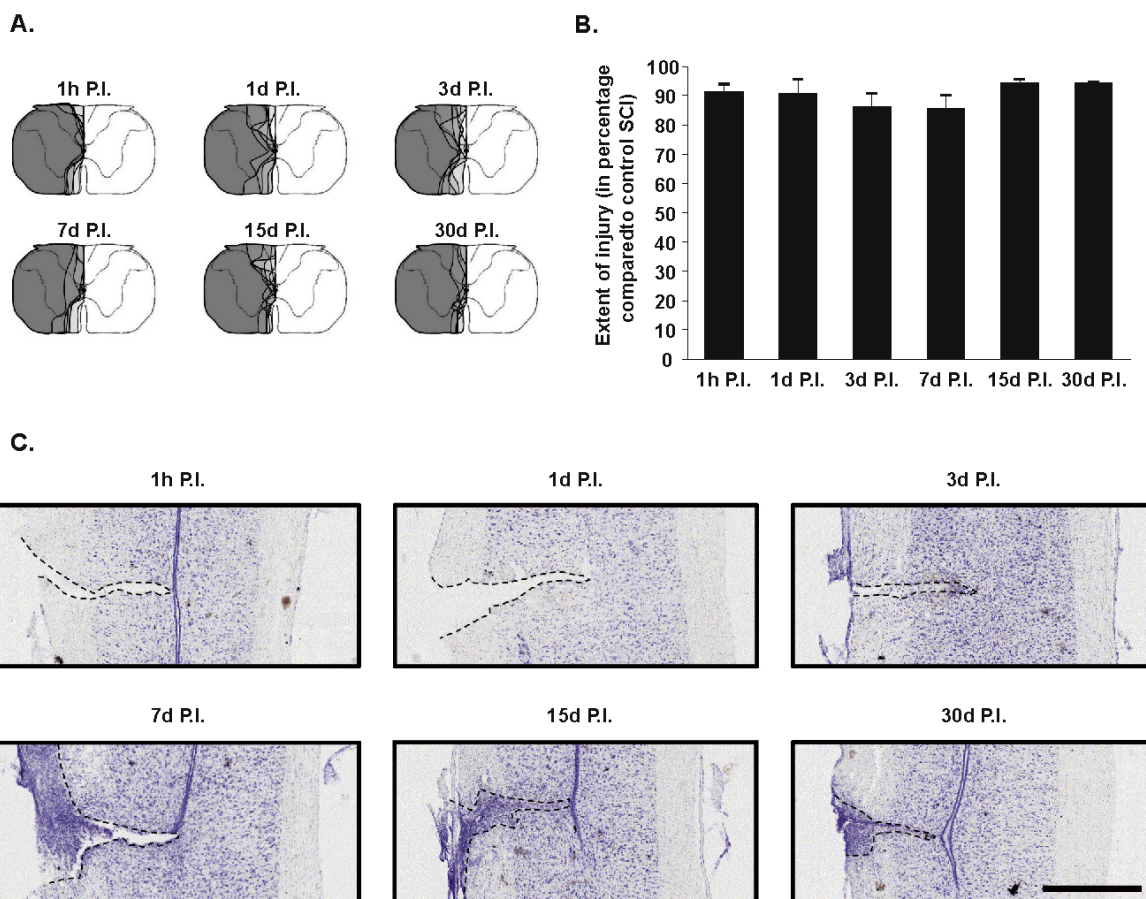 A.
1h P.I. 1d P.I. 3d P.I.
7d P.I. 15d P.I. 30d P.I.
B.
Extent of injury (in percentage
comparedto control SCI)
100
90
80
70
60
50
40
30
20
10
0
1h P.I. 1d P.I. 3d P.I. 7d P.I. 15d P.I. 30d P.I.
C.
1h P.I. 1d P.I. 3d P.I.
7d P.I. 15d P.I. 30d P.I.